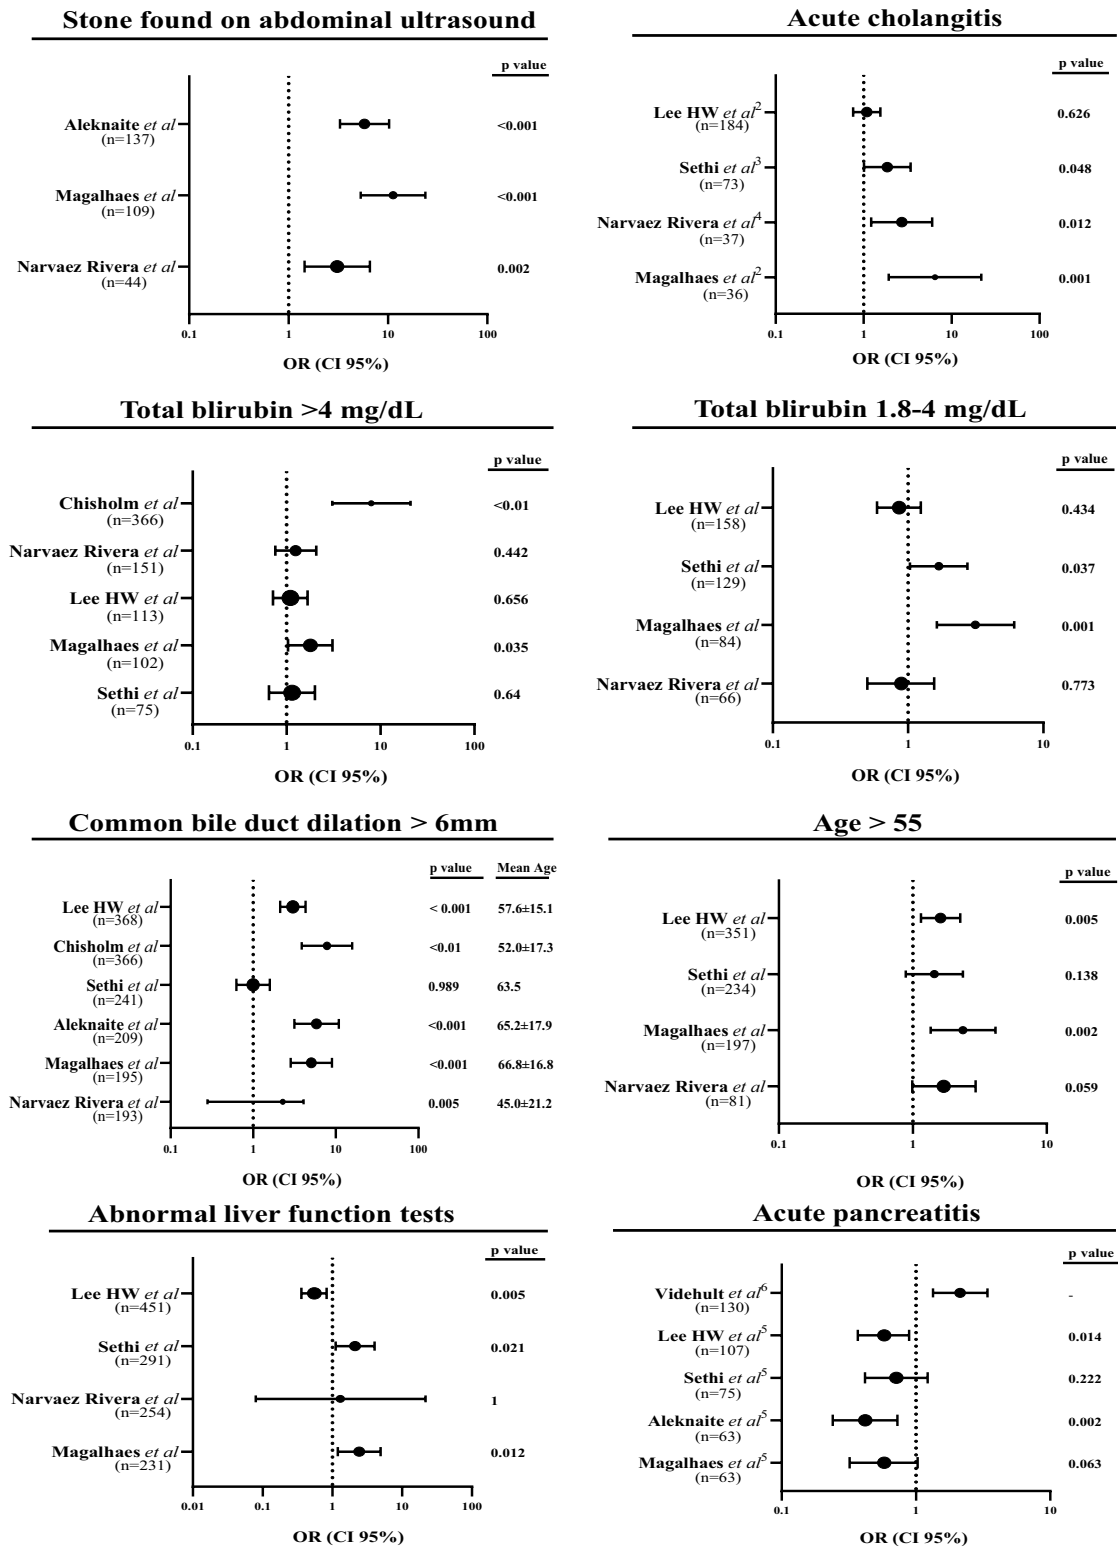 Stone found on abdominal ultrasound
p value
Aleknaite et al
(n=137)
<0.001
Magalhaes et al
(n=109)
<0.001
Narvaez Rivera et al
(n=44)
0.002
0.1 1 10 100
OR (CI 95%)
Acute cholangitis
p value
Lee HW et al2
(n=184)
0.626
Sethi et al3
(n=73)
0.048
Narvaez Rivera et al4
(n=37)
0.012
Magalhaes et al2
(n=36)
0.001
0.1 1 10 100
OR (CI 95%)
Total blirubin >4 mg/dL
p value
Chisholm et al
(n=366)
<0.01
Narvaez Rivera et al
(n=151)
0.442
Lee HW et al
(n=113)
0.656
Magalhaes et al
(n=102)
0.035
Sethi et al
(n=75)
0.64
0.1 1 10 100
OR (CI 95%)
Total blirubin 1.8-4 mg/dL
p value
Lee HW et al
(n=158)
0.434
Sethi et al
(n=129)
0.037
Magalhaes et al
(n=84)
0.001
Narvaez Rivera et al
(n=66)
0.773
0.1 1 10
OR (CI 95%)
Common bile duct dilation > 6mm
p value Mean Age
Lee HW et al
(n=368)
< 0.001 57.6±15.1
Chisholm et al
(n=366)
<0.01 52.0±17.3
Sethi et al
(n=241)
0.989 63.5
Aleknaite et al
(n=209)
<0.001 65.2±17.9
Magalhaes et al
(n=195)
<0.001 66.8±16.8
Narvaez Rivera et al
(n=193)
0.005 45.0±21.2
0.1 1 10 100
OR (CI 95%)
Age > 55
p value
Lee HW et al
(n=351)
0.005
Sethi et al
(n=234)
0.138
Magalhaes et al
(n=197)
0.002
Narvaez Rivera et al
(n=81)
0.059
0.1 1 10
OR (CI 95%)
Abnormal liver function tests
p value
Lee HW et al
(n=451)
0.005
Sethi et al
(n=291)
0.021
Narvaez Rivera et al
(n=254)
1
Magalhaes et al
(n=231)
0.012
0.01 0.1 1 10 100
OR (CI 95%)
Acute pancreatitis
p value
Videhult et al6
(n=130)
-
Lee HW et al5
(n=107)
0.014
Sethi et al5
(n=75)
0.222
Aleknaite et al5
(n=63)
0.002
Magalhaes et al5
(n=63)
0.063
0.1 1 10
OR (CI 95%)